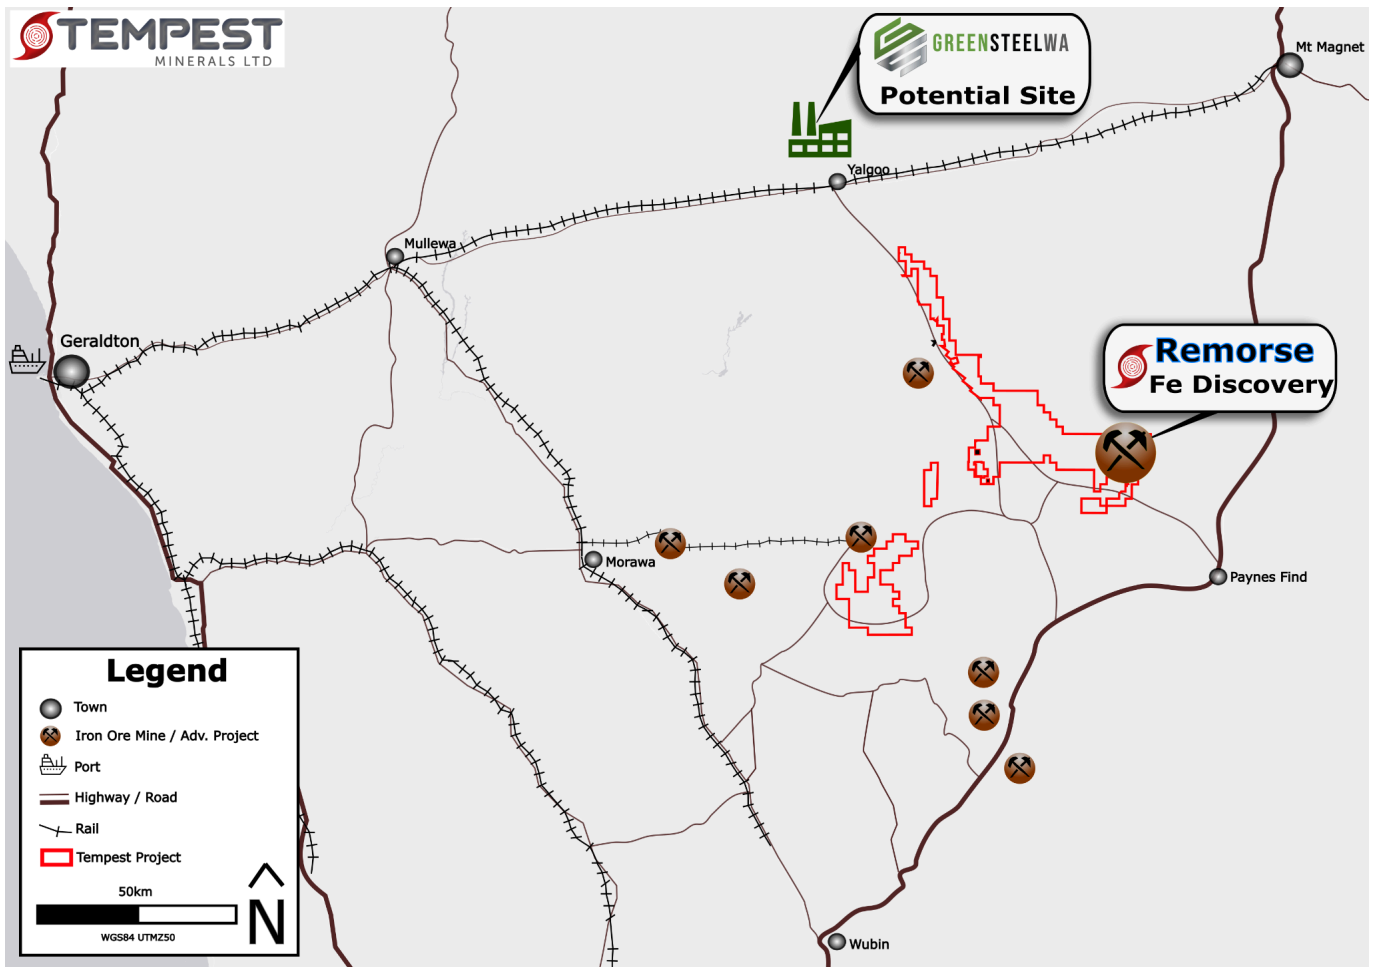 TEMPEST
MINERALS LTD
GREENSTEELWA
Potential Site
Mt Magnet
Yalgoo
Mullewa
Geraldton
Remorse
Fe Discovery
Morawa
Paynes Find
Wubin
Legend
Town
Iron Ore Mine / Adv. Project
Port
Highway / Road
Rail
Tempest Project
50km
WGS84 UTMZ50
N